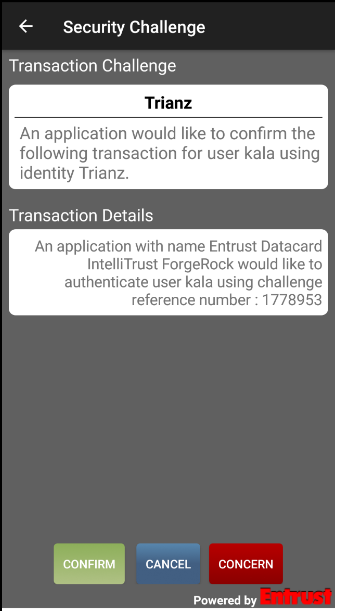 Security Challenge
Transaction Challenge
Trianz
An application would like to confirm the
following transaction for user kala using
identity Trianz.
Transaction Details
An application with name Entrust Datacard
IntelliTrust ForgeRock would like to
authenticate user kala using challenge
reference number : 1778953
CONFIRM CANCEL CONCERN
Powered by Entrust